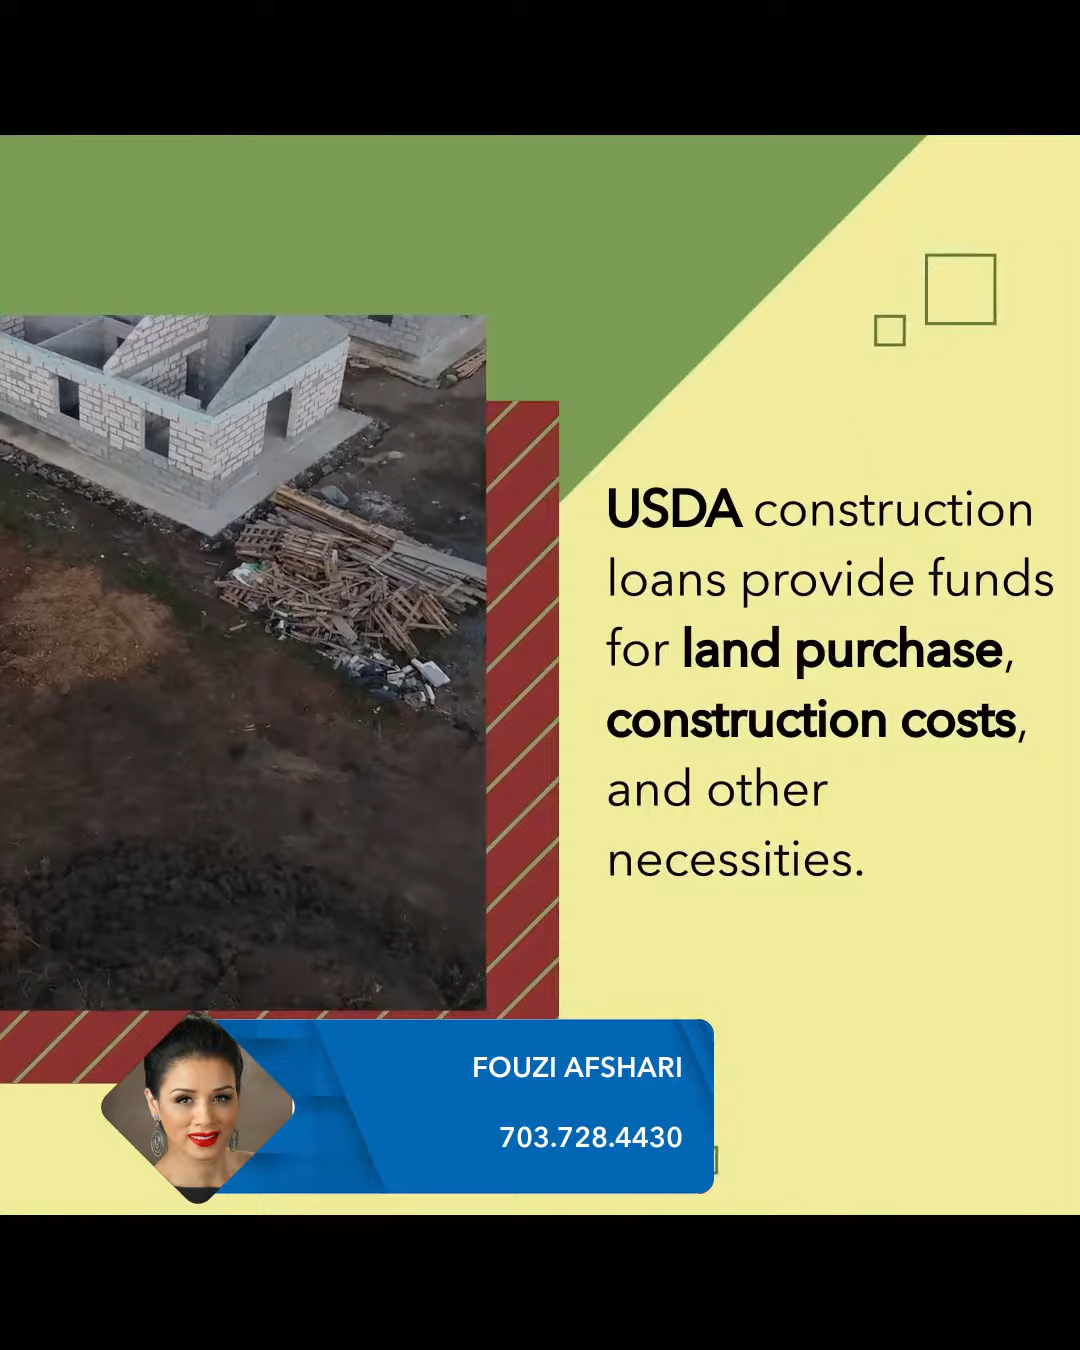 USDA construction
loans provide funds
for land purchase,
construction costs,
and other
necessities.
FOUZI AFSHARI
703.728.4430